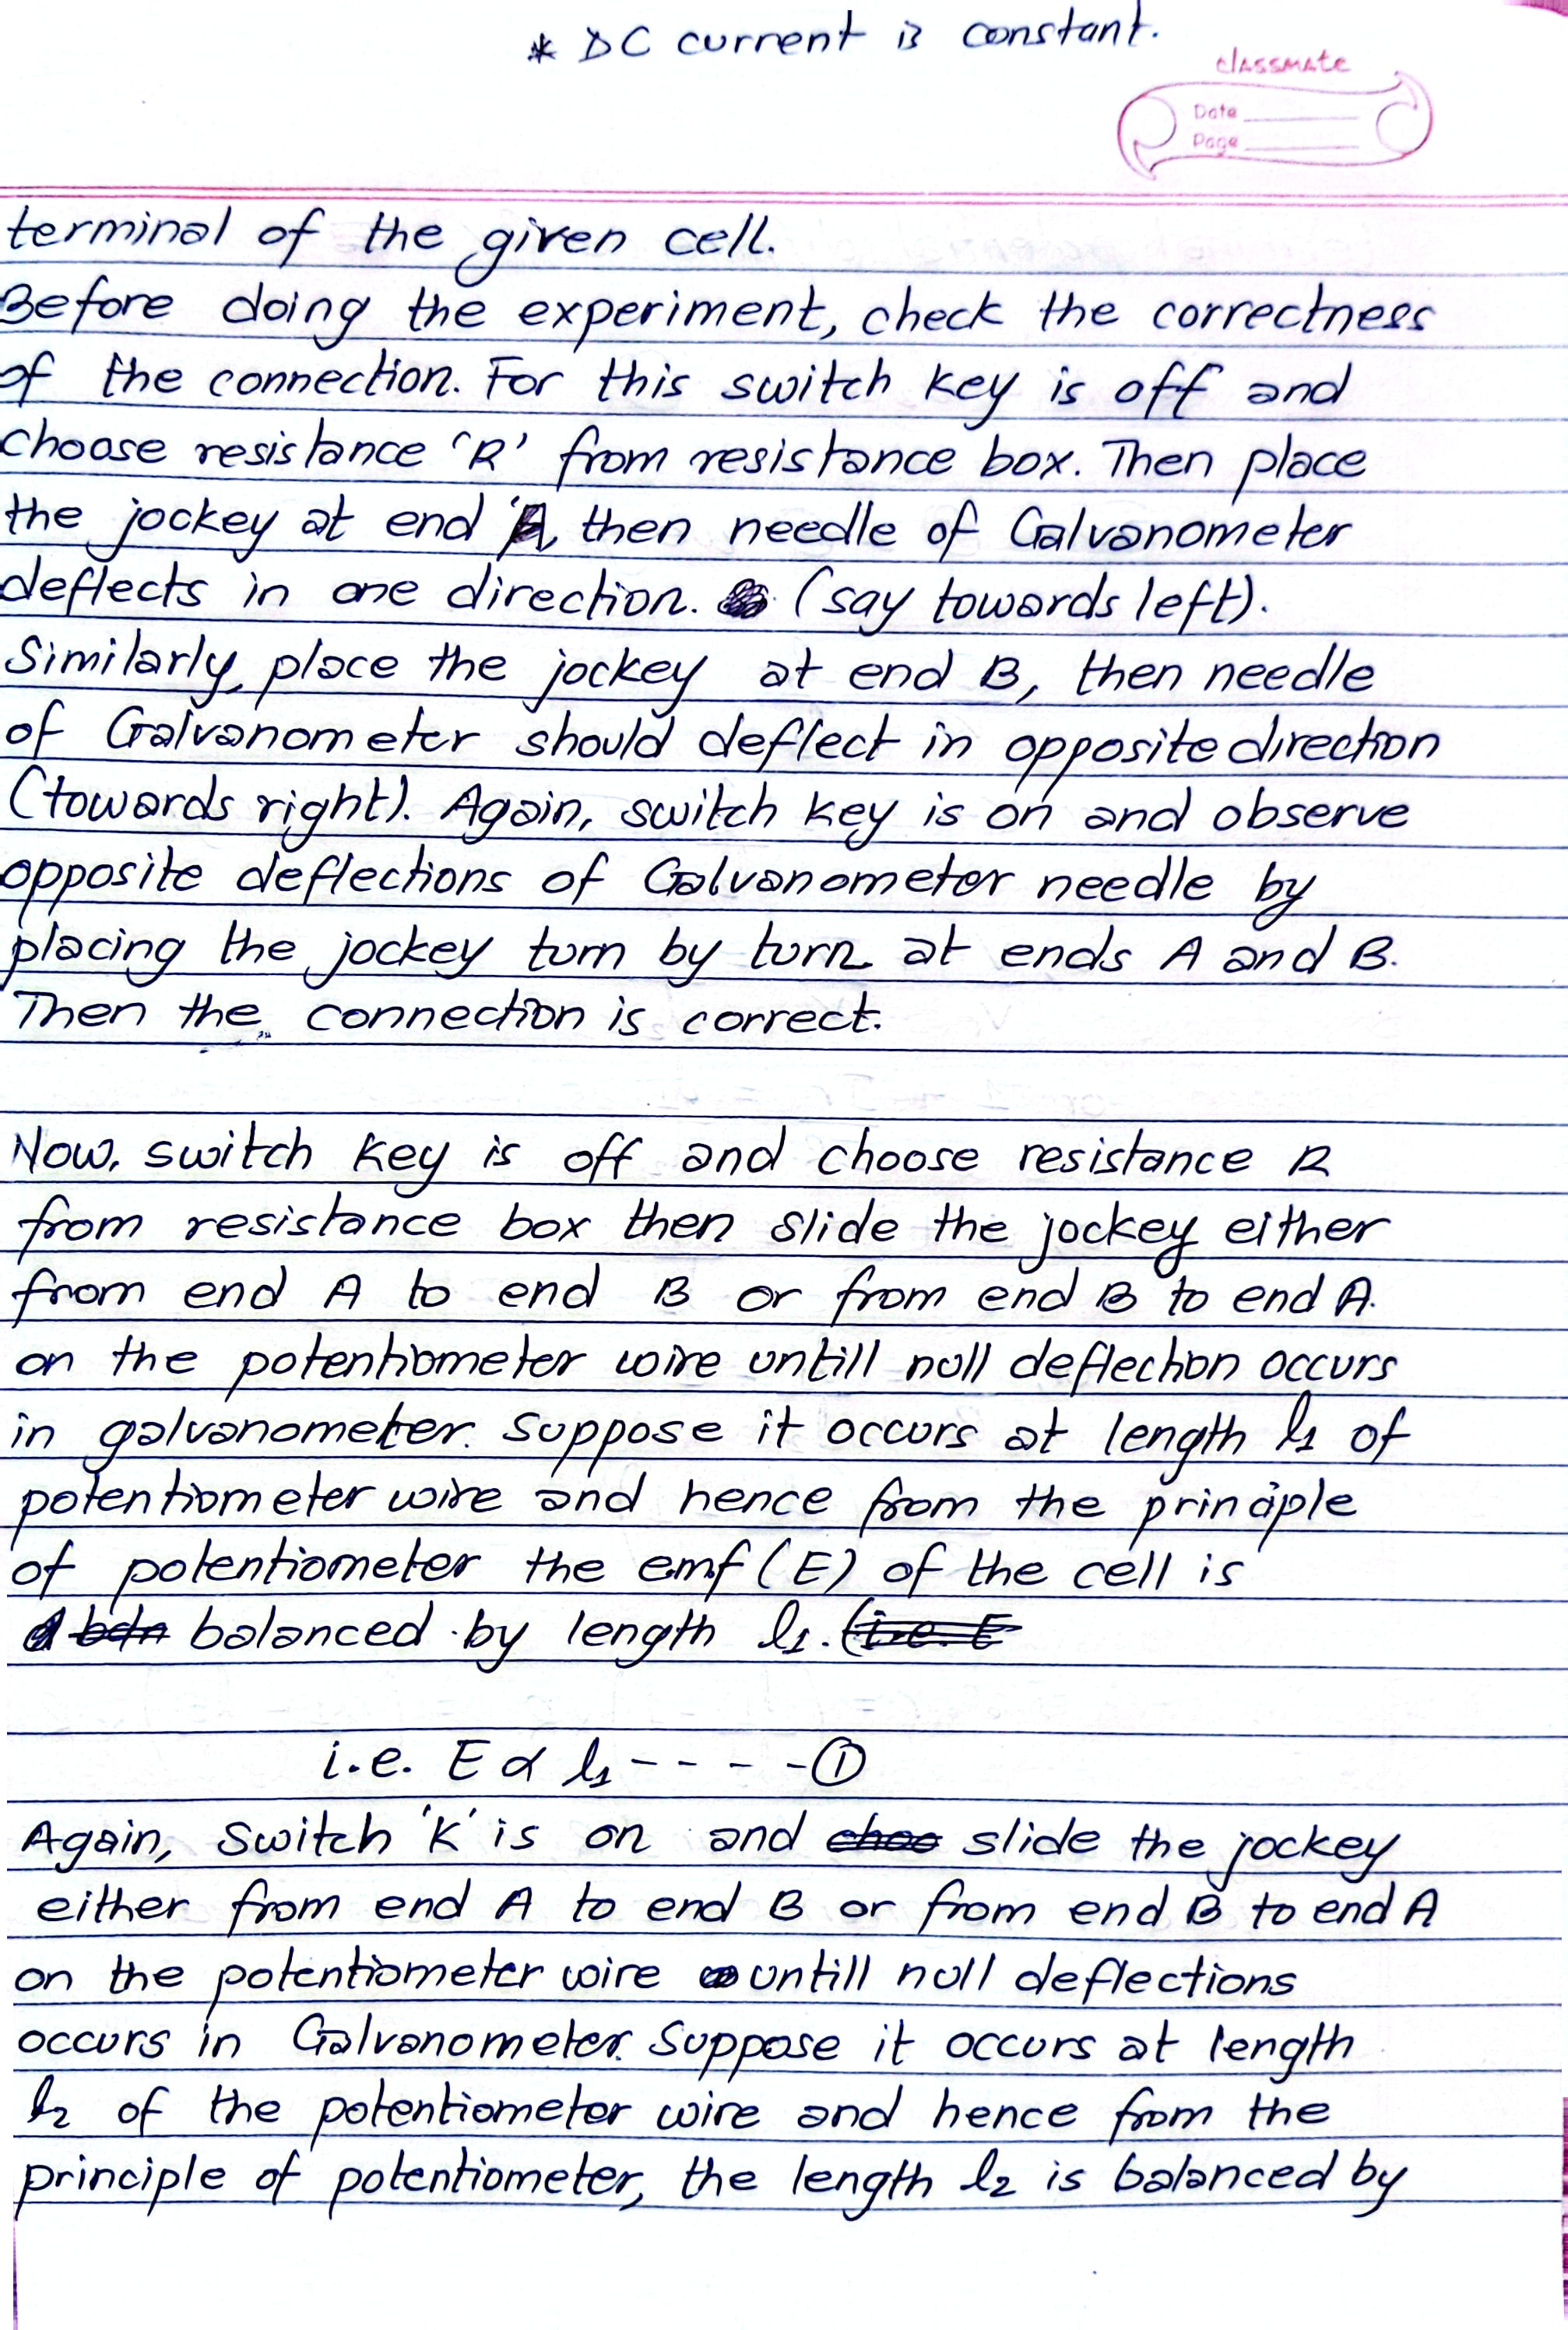 * DC current is constant.
classmate
Date
Page
terminal of the given cell.
Before doing the experiment, check the correctness
of the connection. For this switch key is off and
choose resistance 'R' from resistance box. Then place
the jockey at end 'A, then needle of Galvanometer
deflects in one direction. (say towards left).
Similarly, place the jockey at end B, then needle
of Galvanometer should deflect in opposite direction
(towards right). Again, switch key is on and observe
opposite deflections of Galvanometer needle by
placing the jockey turn by turn at ends A and B.
Then the connection is correct.
Now, switch key is off and choose resistance R
from resistance box then slide the jockey either
from end A to end B or from end B to end A.
on the potentiometer wire untill null deflection occurs
in galvanometer. Suppose it occurs at length l₁ of
potentiometer wire and hence from the principle
of potentiometer the emf (E) of the cell is
balanced by length l₁. (i.e. E
i.e. E ∝ l₁ - - - - ①
Again, switch 'K' is on and choo slide the jockey
either from end A to end B or from end B to end A
on the potentiometer wire untill null deflections
occurs in Galvanometer. Suppose it occurs at length
l₂ of the potentiometer wire and hence from the
principle of potentiometer, the length l₂ is balanced by